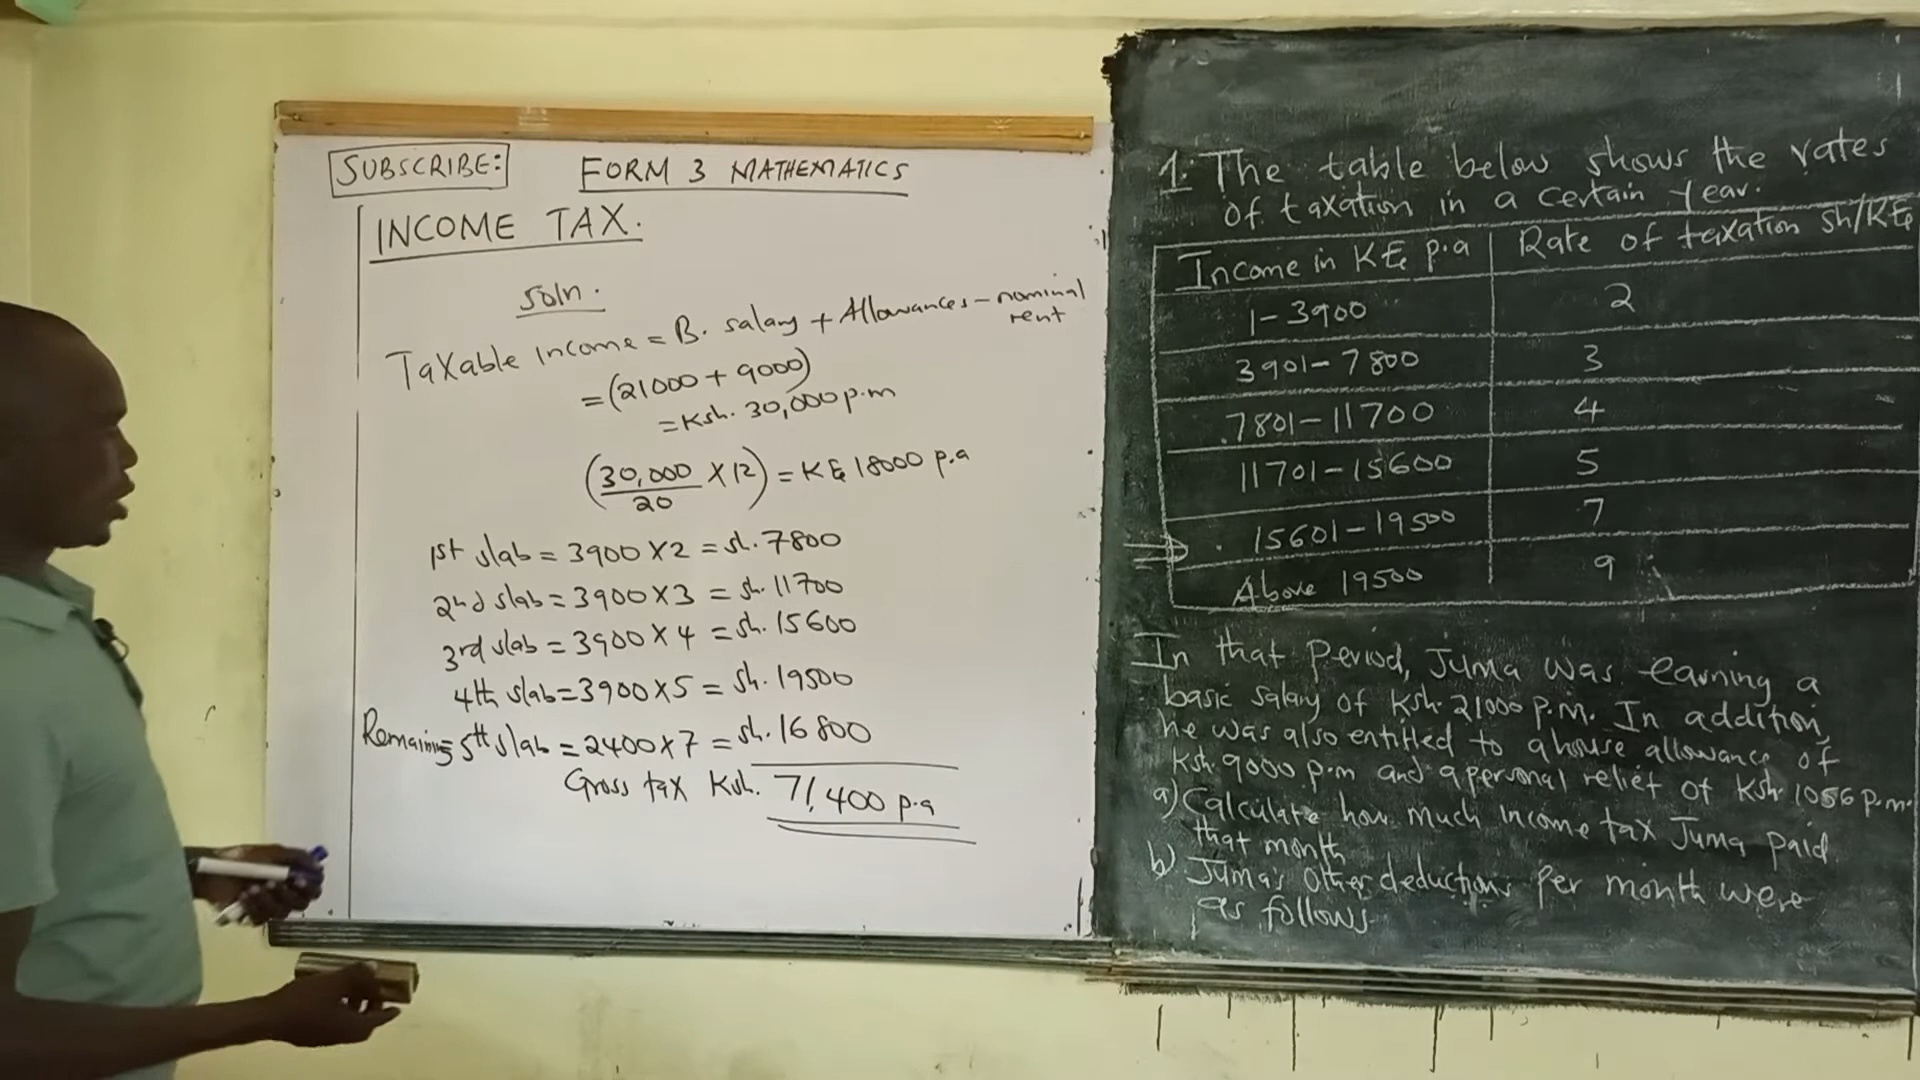 SUBSCRIBE: FORM 3 MATHEMATICS
INCOME TAX.
Soln.
Taxable income = B. salary + Allowances - nominal rent
= (21000 + 9000)
= Ksh. 30,000 p.m
(30,000/20 × 12) = K£ 18000 p.a
1st slab = 3900 × 2 = sh. 7800
2nd slab = 3900 × 3 = sh. 11700
3rd slab = 3900 × 4 = sh. 15600
4th slab = 3900 × 5 = sh. 19500
Remaining = 5th slab = 2400 × 7 = sh. 16800
Gross tax Ksh. 71,400 p.a
1. The table below shows the rates
of taxation in a certain year.
Income in K£ p.a | Rate of taxation sh/K£
1 - 3900 | 2
3901 - 7800 | 3
7801 - 11700 | 4
11701 - 15600 | 5
15601 - 19500 | 7
Above 19500 | 9
In that period, Juma was earning a
basic salary of Ksh. 21000 P.M. In addition,
he was also entitled to a house allowance of
Ksh. 9000 p.m and a personal relief of Ksh 1056 p.m.
a) Calculate how much income tax Juma paid
that month
b) Juma's other deductions per month were
as follows.